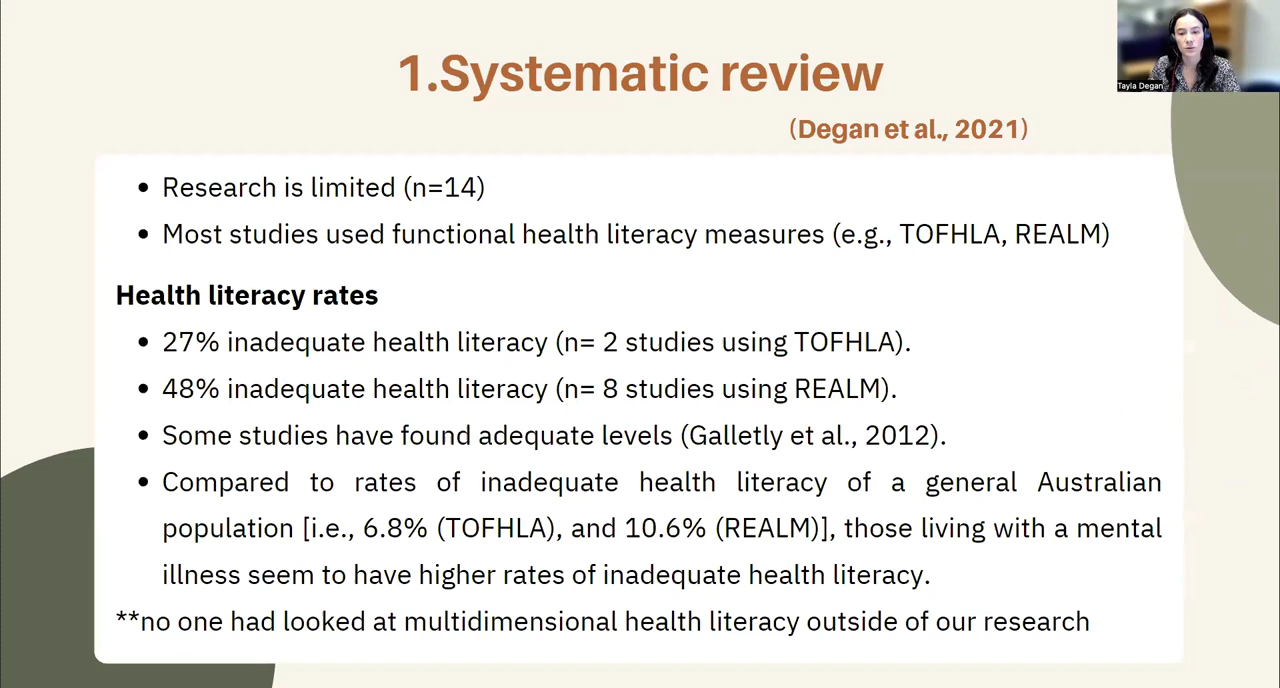 1.Systematic review
Tayla Degan
(Degan et al., 2021)
• Research is limited (n=14)
• Most studies used functional health literacy measures (e.g., TOFHLA, REALM)
Health literacy rates
• 27% inadequate health literacy (n= 2 studies using TOFHLA).
• 48% inadequate health literacy (n= 8 studies using REALM).
• Some studies have found adequate levels (Galletly et al., 2012).
• Compared to rates of inadequate health literacy of a general Australian
population [i.e., 6.8% (TOFHLA), and 10.6% (REALM)], those living with a mental
illness seem to have higher rates of inadequate health literacy.
**no one had looked at multidimensional health literacy outside of our research